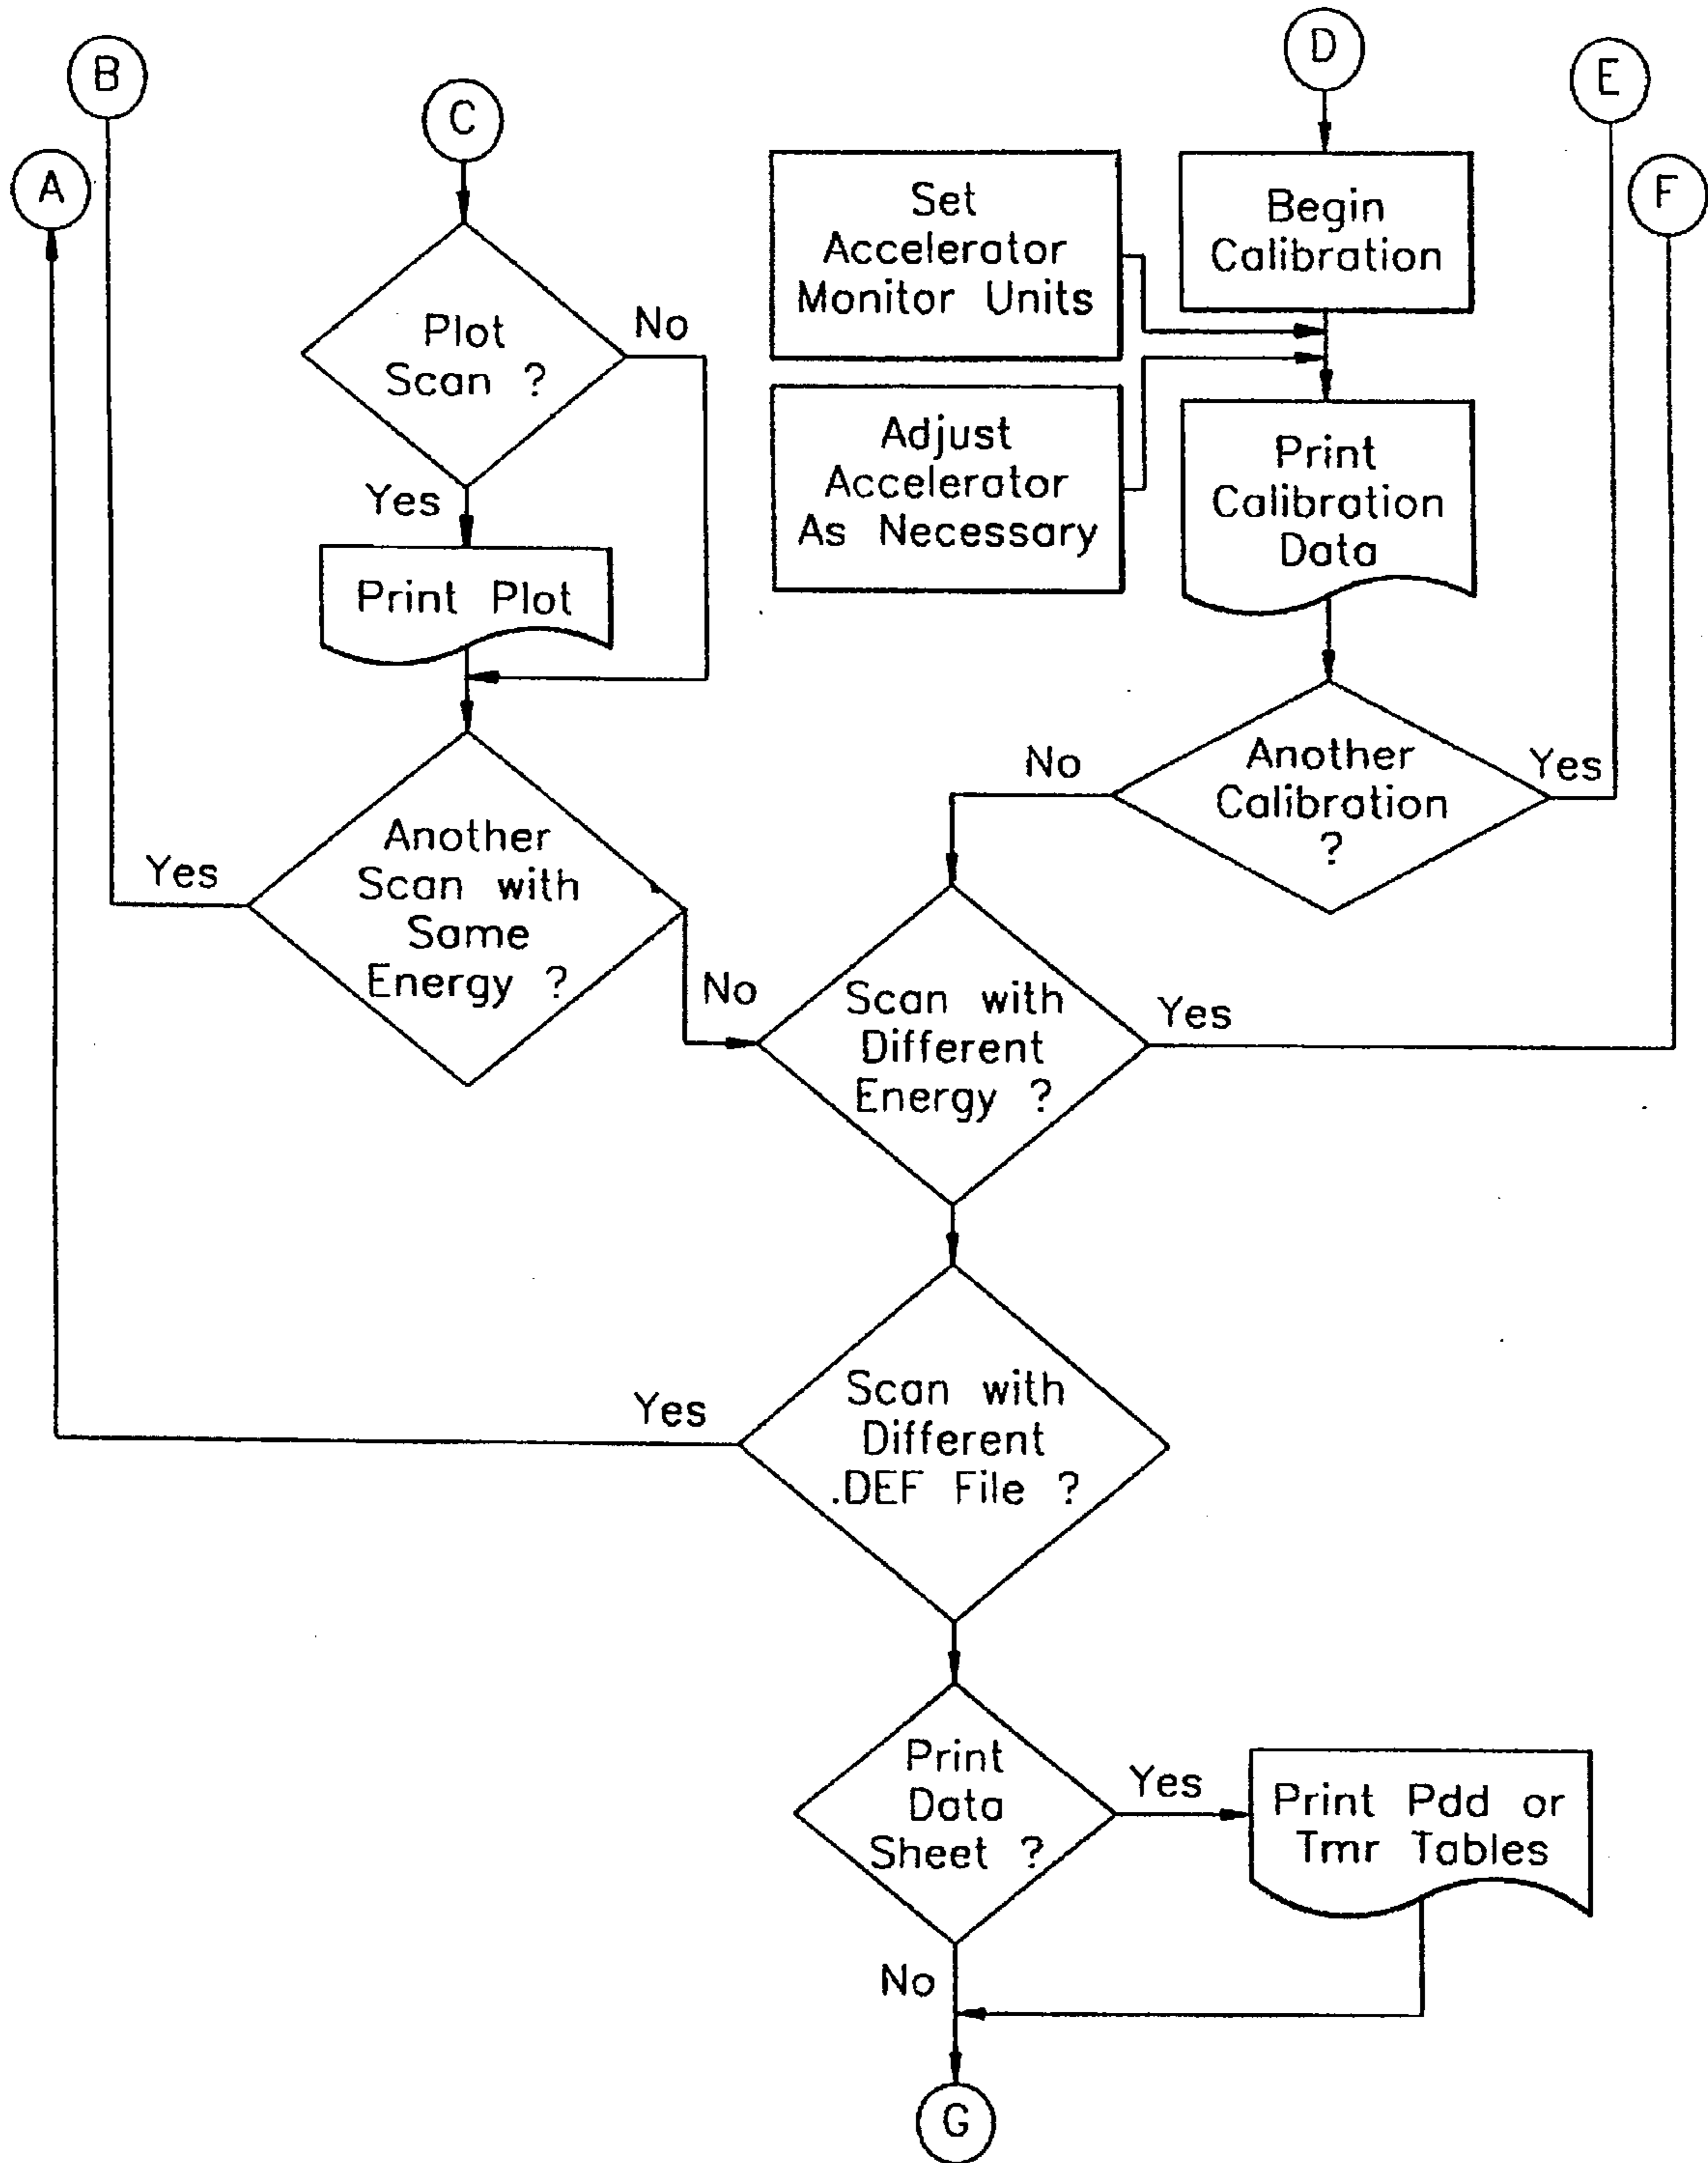 B
C
D
E
A
F
Set
Accelerator
Monitor Units
Begin
Calibration
Plot
Scan ?
No
Yes
Adjust
Accelerator
As Necessary
Print
Calibration
Data
Print Plot
Another
Scan with
Same
Energy ?
Yes
No
Another
Calibration
?
No
Yes
Scan with
Different
Energy ?
Yes
Scan with
Different
.DEF File ?
Yes
Print
Data
Sheet ?
Yes
Print Pdd or
Tmr Tables
No
G